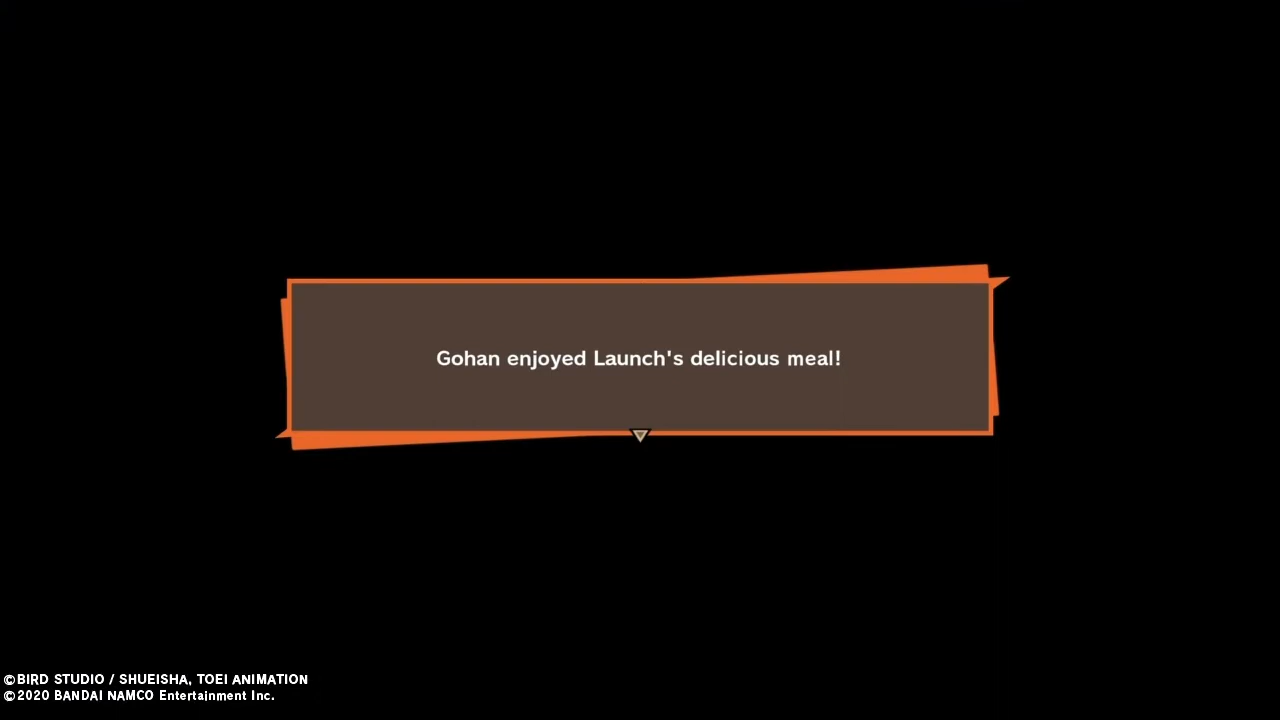 Gohan enjoyed Launch's delicious meal!
©BIRD STUDIO / SHUEISHA, TOEI ANIMATION
©2020 BANDAI NAMCO Entertainment Inc.